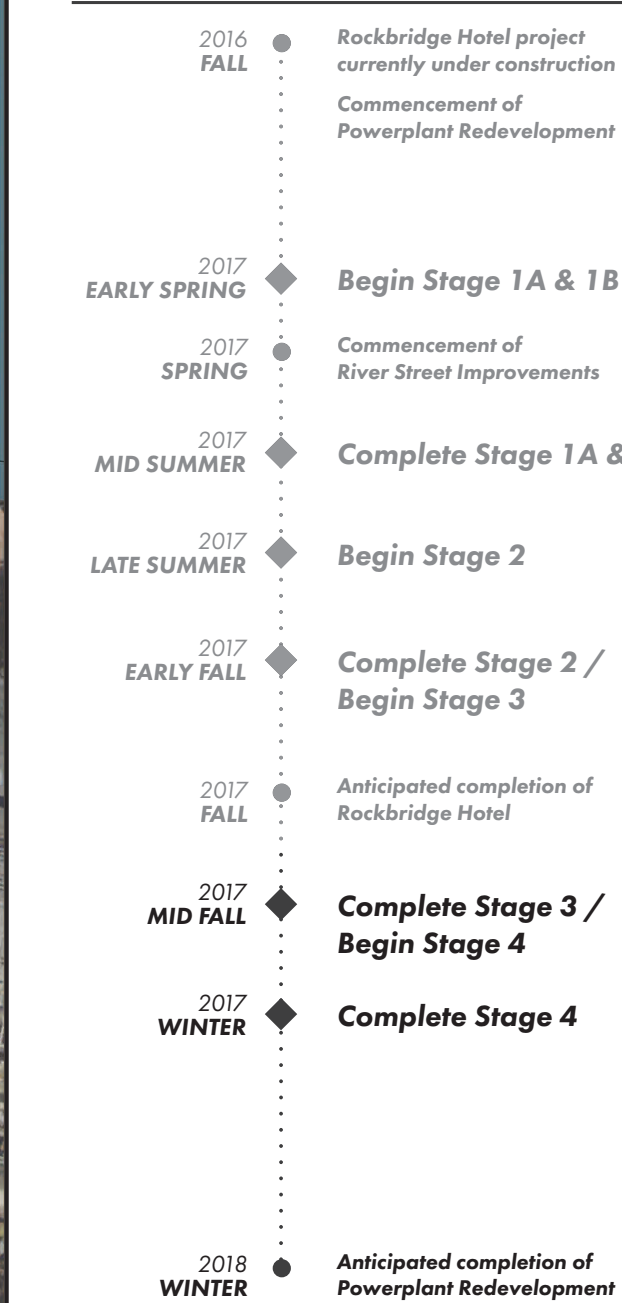 2016
FALL
Rockbridge Hotel project
currently under construction
Commencement of
Powerplant Redevelopment
2017
EARLY SPRING
Begin Stage 1A & 1B
2017
SPRING
Commencement of
River Street Improvements
2017
MID SUMMER
Complete Stage 1A &
2017
LATE SUMMER
Begin Stage 2
2017
EARLY FALL
Complete Stage 2 /
Begin Stage 3
2017
FALL
Anticipated completion of
Rockbridge Hotel
2017
MID FALL
Complete Stage 3 /
Begin Stage 4
2017
WINTER
Complete Stage 4
2018
WINTER
Anticipated completion of
Powerplant Redevelopment